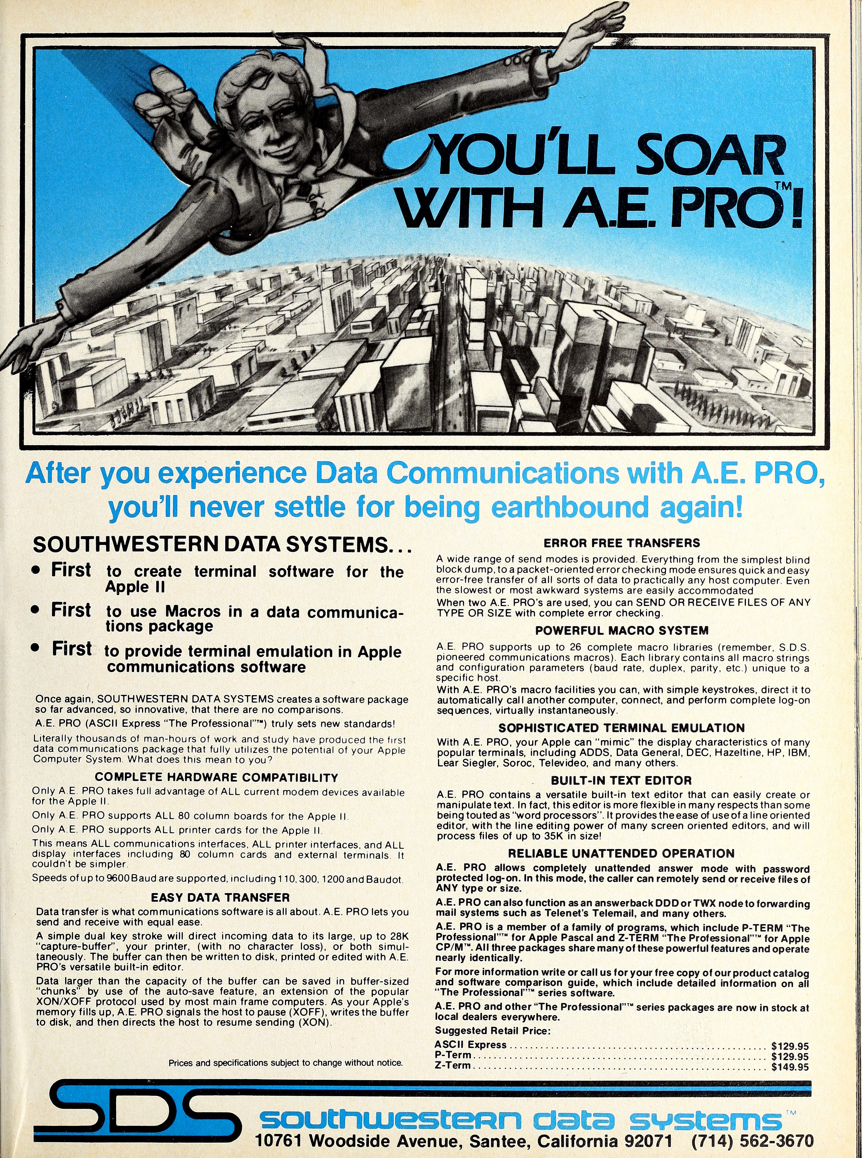 YOU'LL SOAR
WITH A.E. PRO™!
After you experience Data Communications with A.E. PRO,
you'll never settle for being earthbound again!
SOUTHWESTERN DATA SYSTEMS...
• First to create terminal software for the
Apple II
• First to use Macros in a data communica-
tions package
• First to provide terminal emulation in Apple
communications software
Once again, SOUTHWESTERN DATA SYSTEMS creates a software package
so far advanced, so innovative, that there are no comparisons.
A.E. PRO (ASCII Express "The Professional"™) truly sets new standards!
Literally thousands of man-hours of work and study have produced the first
data communications package that fully utilizes the potential of your Apple
Computer System. What does this mean to you?
COMPLETE HARDWARE COMPATIBILITY
Only A.E. PRO takes full advantage of ALL current modem devices available
for the Apple II.
Only A.E. PRO supports ALL 80 column boards for the Apple II.
Only A.E. PRO supports ALL printer cards for the Apple II.
This means ALL communications interfaces, ALL printer interfaces, and ALL
display interfaces including 80 column cards and external terminals. It
couldn't be simpler.
Speeds of up to 9600 Baud are supported, including 110, 300, 1200 and Baudot.
EASY DATA TRANSFER
Data transfer is what communications software is all about. A.E. PRO lets you
send and receive with equal ease.
A simple dual key stroke will direct incoming data to its large, up to 28K
"capture-buffer", your printer, (with no character loss), or both simul-
taneously. The buffer can then be written to disk, printed or edited with A.E.
PRO's versatile built-in editor.
Data larger than the capacity of the buffer can be saved in buffer-sized
"chunks" by use of the auto-save feature, an extension of the popular
XON/XOFF protocol used by most main frame computers. As your Apple's
memory fills up, A.E. PRO signals the host to pause (XOFF), writes the buffer
to disk, and then directs the host to resume sending (XON).
Prices and specifications subject to change without notice.
ERROR FREE TRANSFERS
A wide range of send modes is provided. Everything from the simplest blind
block dump, to a packet-oriented error checking mode ensures quick and easy
error-free transfer of all sorts of data to practically any host computer. Even
the slowest or most awkward systems are easily accommodated
When two A.E. PRO's are used, you can SEND OR RECEIVE FILES OF ANY
TYPE OR SIZE with complete error checking.
POWERFUL MACRO SYSTEM
A.E. PRO supports up to 26 complete macro libraries (remember, S.D.S.
pioneered communications macros). Each library contains all macro strings
and configuration parameters (baud rate, duplex, parity, etc.) unique to a
specific host.
With A.E. PRO's macro facilities you can, with simple keystrokes, direct it to
automatically call another computer, connect, and perform complete log-on
sequences, virtually instantaneously.
SOPHISTICATED TERMINAL EMULATION
With A.E. PRO, your Apple can "mimic" the display characteristics of many
popular terminals, including ADDS, Data General, DEC, Hazeltine, HP, IBM,
Lear Siegler, Soroc, Televideo, and many others.
BUILT-IN TEXT EDITOR
A.E. PRO contains a versatile built-in text editor that can easily create or
manipulate text. In fact, this editor is more flexible in many respects than some
being touted as "word processors". It provides the ease of use of a line oriented
editor, with the line editing power of many screen oriented editors, and will
process files of up to 35K in size!
RELIABLE UNATTENDED OPERATION
A.E. PRO allows completely unattended answer mode with password
protected log-on. In this mode, the caller can remotely send or receive files of
ANY type or size.
A.E. PRO can also function as an answerback DDD or TWX node to forwarding
mail systems such as Telenet's Telemail, and many others.
A.E. PRO is a member of a family of programs, which include P-TERM "The
Professional"™ for Apple Pascal and Z-TERM "The Professional"™ for Apple
CP/M™. All three packages share many of these powerful features and operate
nearly identically.
For more information write or call us for your free copy of our product catalog
and software comparison guide, which include detailed information on all
"The Professional"™ series software.
A.E. PRO and other "The Professional"™ series packages are now in stock at
local dealers everywhere.
Suggested Retail Price:
ASCII Express ........ $129.95
P-Term ........ $129.95
Z-Term ........ $149.95
SDS southwestern data systems™
10761 Woodside Avenue, Santee, California 92071 (714) 562-3670